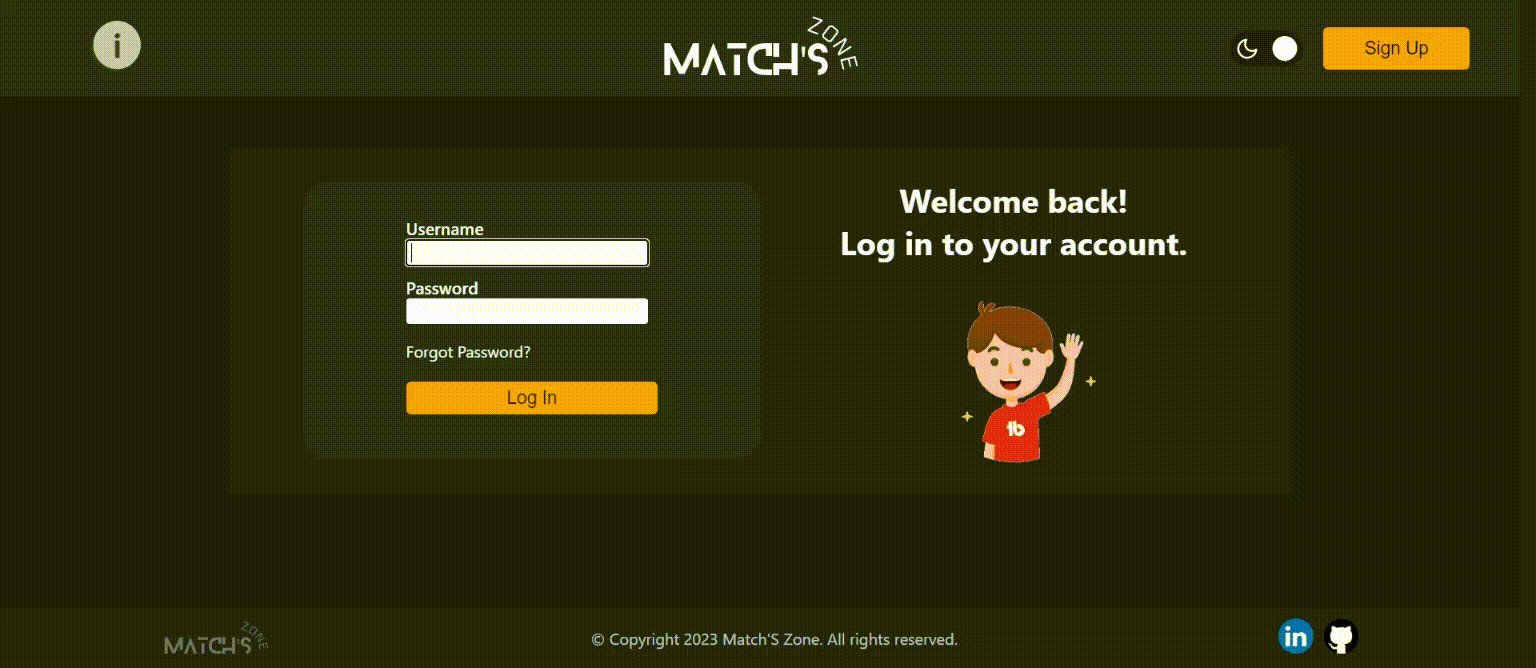 i
MATCH'S ZONE
Sign Up
Username
Password
Forgot Password?
Log In
Welcome back!
Log in to your account.
1b
MATCH'S ZONE
© Copyright 2023 Match'S Zone. All rights reserved.
in